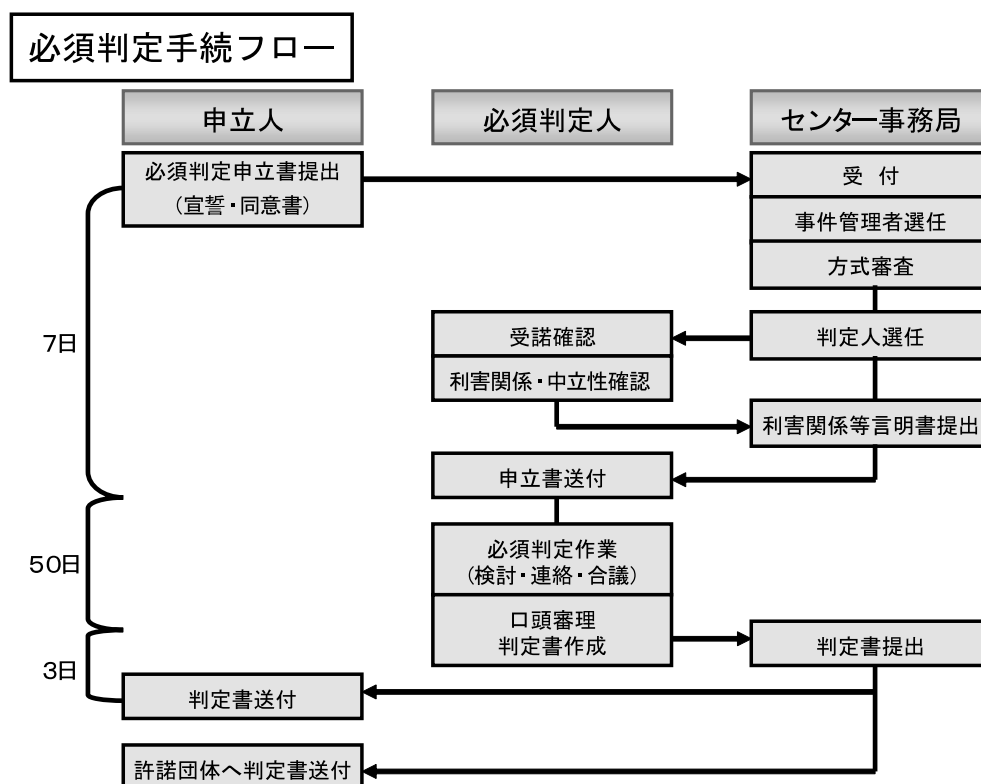 必須判定手続フロー
申立人
必須判定人
センター事務局
必須判定申立書提出
（宣誓・同意書）
受　付
事件管理者選任
方式審査
7日
受諾確認
利害関係・中立性確認
判定人選任
利害関係等言明書提出
申立書送付
50日
必須判定作業
（検討・連絡・合議）
口頭審理
判定書作成
判定書提出
3日
判定書送付
許諾団体へ判定書送付